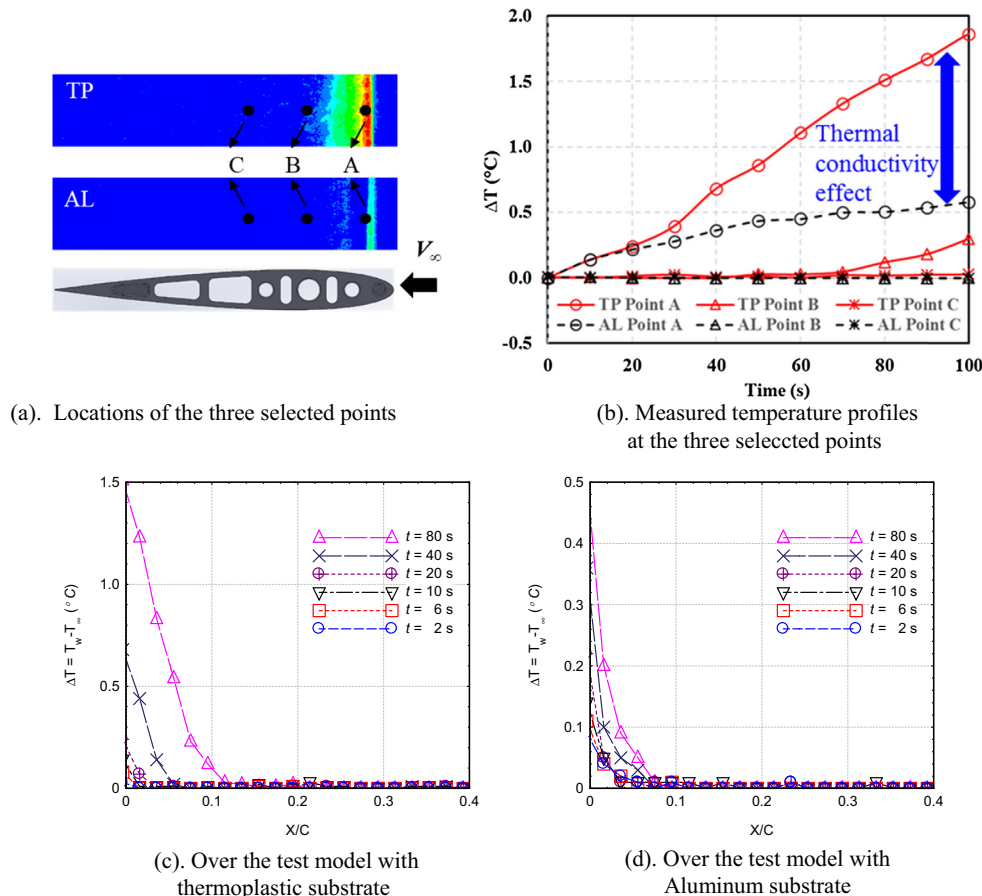 TP
C B A
AL
V∞
(a). Locations of the three selected points
2.0
1.5
1.0
0.5
0.0
-0.5
ΔT (°C)
Thermal
conductivity
effect
TP Point A TP Point B TP Point C
AL Point A AL Point B AL Point C
0 20 40 60 80 100
Time (s)
(b). Measured temperature profiles
at the three seleccted points
1.5
1.0
0.5
0
ΔT = Tw-T∞ (°C)
t = 80 s
t = 40 s
t = 20 s
t = 10 s
t = 6 s
t = 2 s
0 0.1 0.2 0.3 0.4
X/C
(c). Over the test model with
thermoplastic substrate
0.5
0.4
0.3
0.2
0.1
0
ΔT = Tw-T∞ (°C)
t = 80 s
t = 40 s
t = 20 s
t = 10 s
t = 6 s
t = 2 s
0 0.1 0.2 0.3 0.4
X/C
(d). Over the test model with
Aluminum substrate